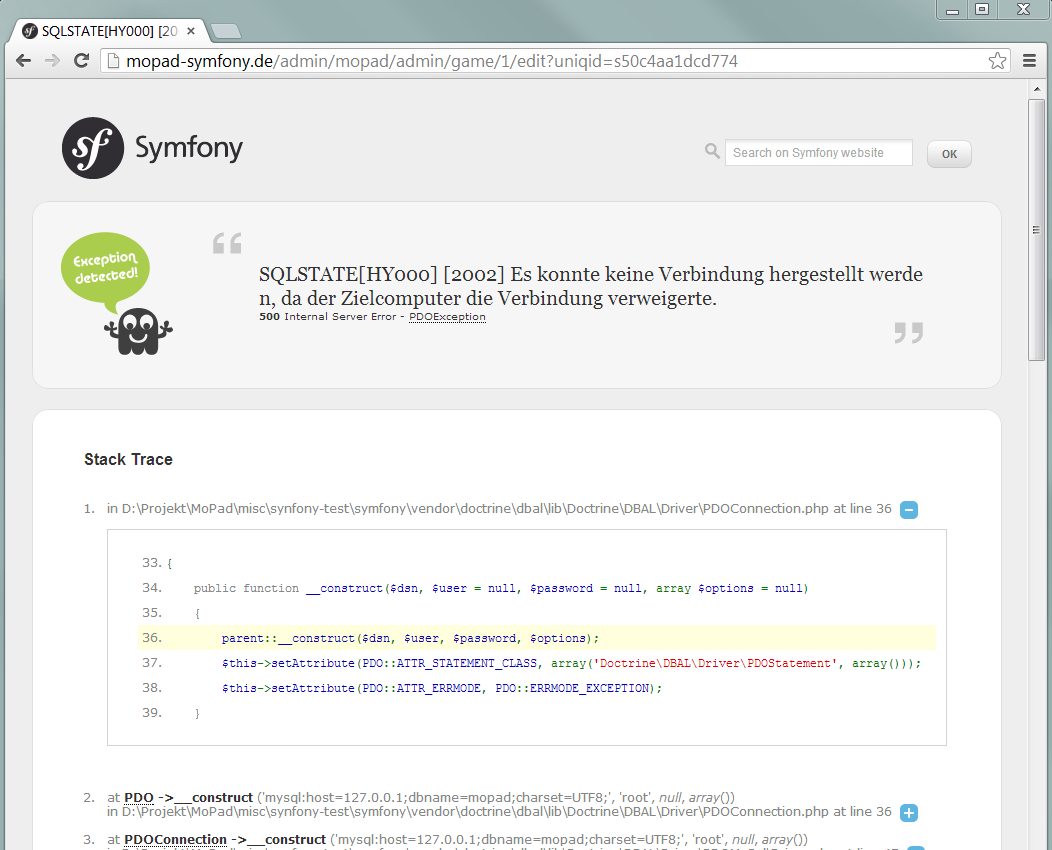 SQLSTATE[HY000] [20
mopad-symfony.de/admin/mopad/admin/game/1/edit?uniqid=s50c4aa1dcd774
sf Symfony
Search on Symfony website
OK
Exception
detected!
“
SQLSTATE[HY000] [2002] Es konnte keine Verbindung hergestellt werde
n, da der Zielcomputer die Verbindung verweigerte.
500 Internal Server Error - PDOException
”
Stack Trace
1. in D:\Projekt\MoPad\misc\synfony-test\symfony\vendor\doctrine\dbal\lib\Doctrine\DBAL\Driver\PDOConnection.php at line 36
33. {
34. public function __construct($dsn, $user = null, $password = null, array $options = null)
35. {
36. parent::__construct($dsn, $user, $password, $options);
37. $this->setAttribute(PDO::ATTR_STATEMENT_CLASS, array('Doctrine\DBAL\Driver\PDOStatement', array()));
38. $this->setAttribute(PDO::ATTR_ERRMODE, PDO::ERRMODE_EXCEPTION);
39. }
2. at PDO ->__construct ('mysql:host=127.0.0.1;dbname=mopad;charset=UTF8;', 'root', null, array())
in D:\Projekt\MoPad\misc\synfony-test\symfony\vendor\doctrine\dbal\lib\Doctrine\DBAL\Driver\PDOConnection.php at line 36
3. at PDOConnection ->__construct ('mysql:host=127.0.0.1;dbname=mopad;charset=UTF8;', 'root', null, array())